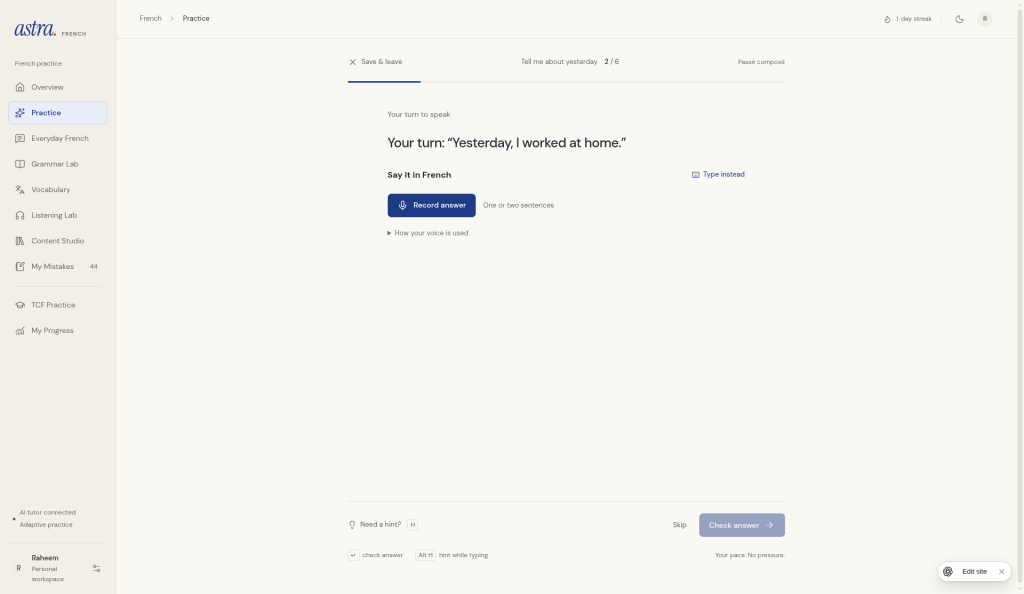 astra. FRENCH
French practice
Overview
Practice
Everyday French
Grammar Lab
Vocabulary
Listening Lab
Content Studio
My Mistakes 44
TCF Practice
My Progress
AI tutor connected
Adaptive practice
R
Raheem
Personal
workspace
French > Practice
1 day streak
R
Save & leave
Tell me about yesterday 2 / 6
Passé composé
Your turn to speak
Your turn: “Yesterday, I worked at home.”
Say it in French
Type instead
Record answer
One or two sentences
How your voice is used
Need a hint? H
Skip
Check answer
↵ check answer
Alt H hint while typing
Your pace. No pressure.
Edit site